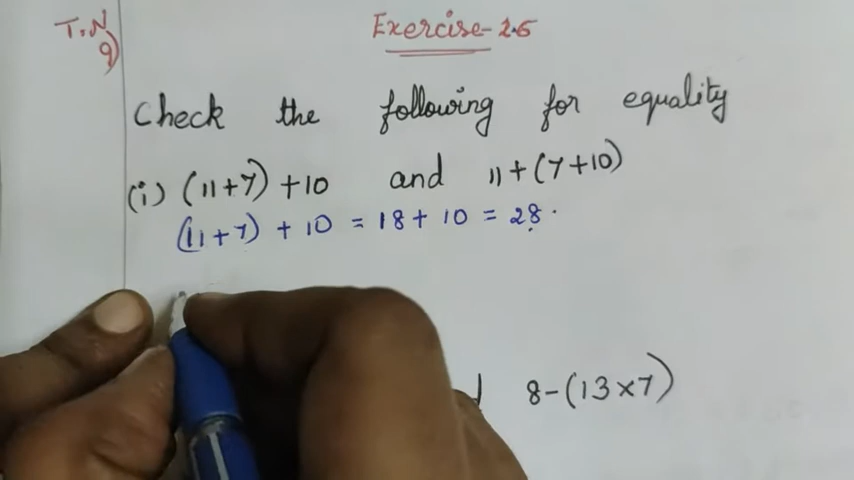 T.N Exercise-2.5
9)
Check the following for equality
(i) (11+7)+10 and 11+(7+10)
(11+7) + 10 = 18+ 10 = 28.
8-(13×7)